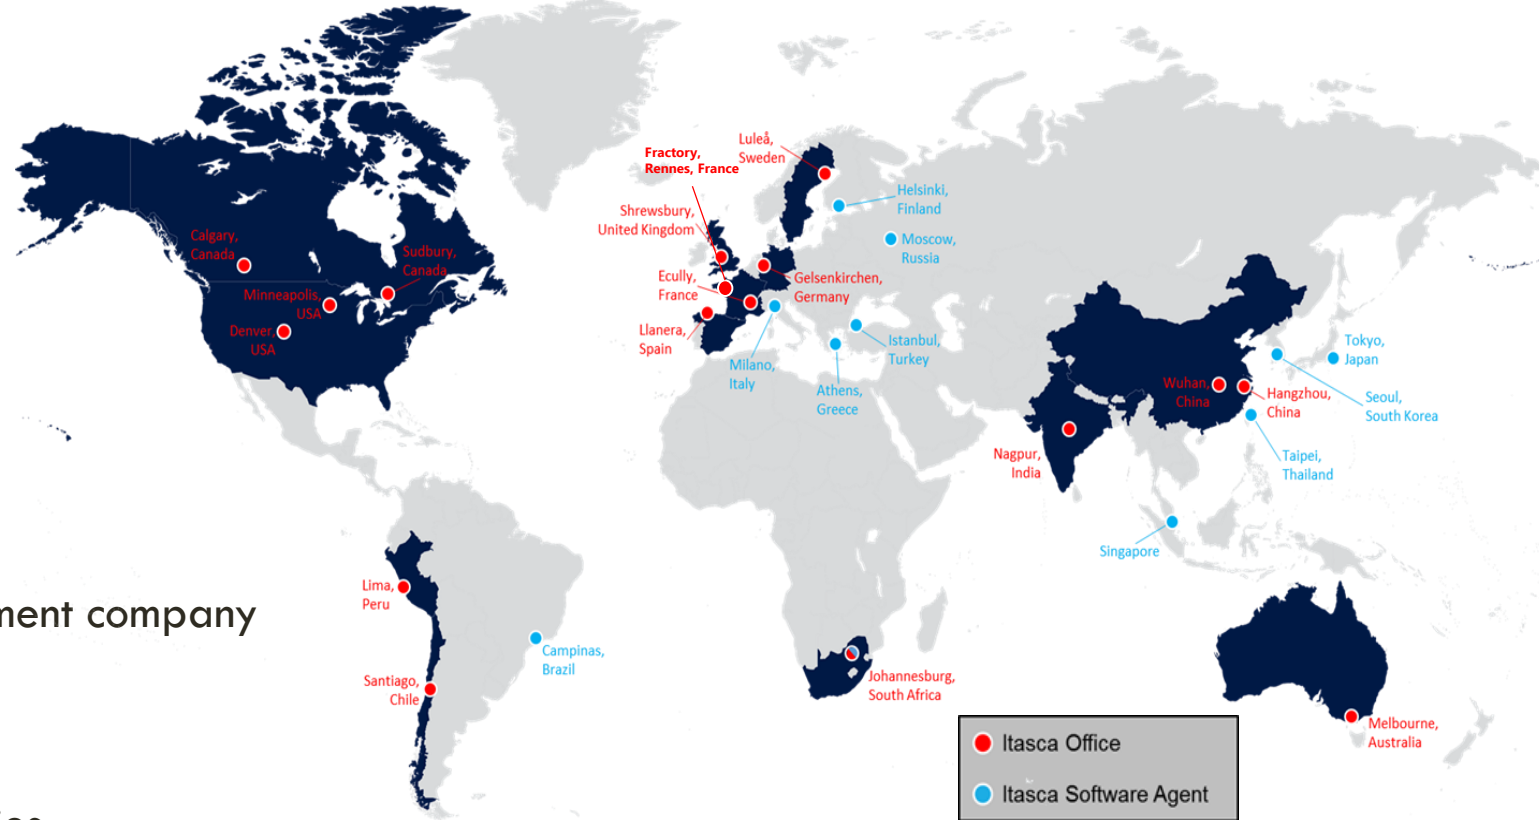 Luleå,
Sweden
Fractory,
Rennes, France
Helsinki,
Finland
Shrewsbury,
United Kingdom
Calgary,
Canada
Moscow,
Russia
Sudbury,
Canada
Ecully,
France
Gelsenkirchen,
Germany
Minneapolis,
USA
Denver,
USA
Llanera,
Spain
Istanbul,
Turkey
Tokyo,
Japan
Milano,
Italy
Athens,
Greece
Wuhan,
China
Hangzhou,
China
Seoul,
South Korea
Nagpur,
India
Taipei,
Thailand
Singapore
Lima,
Peru
ment company
Campinas,
Brazil
Santiago,
Chile
Johannesburg,
South Africa
Melbourne,
Australia
Itasca Office
Itasca Software Agent